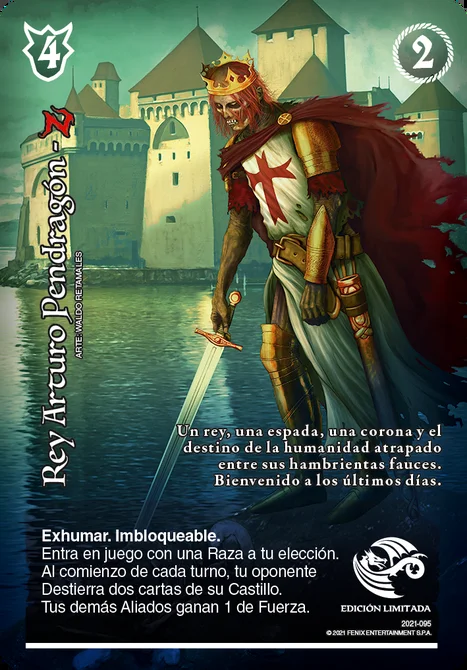 4
2
Rey Arturo Pendragón - Z
ARTE: WALDO RETAMALES
Un rey, una espada, una corona y el
destino de la humanidad atrapado
entre sus hambrientas fauces.
Bienvenido a los últimos días.
Exhumar. Imbloqueable.
Entra en juego con una Raza a tu elección.
Al comienzo de cada turno, tu oponente
Destierra dos cartas de su Castillo.
Tus demás Aliados ganan 1 de Fuerza.
EDICIÓN LIMITADA
2021-095
© 2021 FENIX ENTERTAINMENT S.P.A.